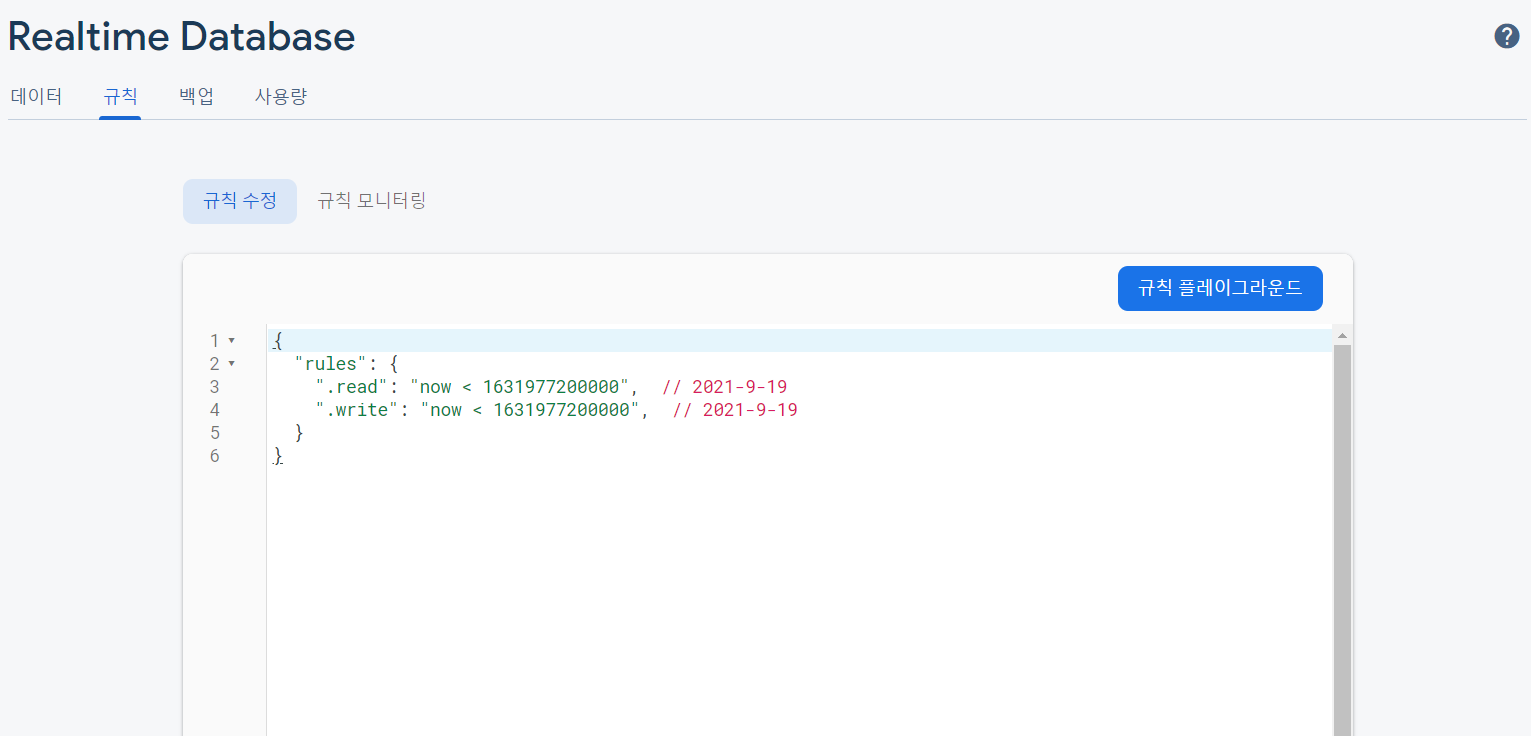 Realtime Database
데이터 규칙 백업 사용량
규칙 수정 규칙 모니터링
규칙 플레이그라운드
1 {
2 "rules": {
3 ".read": "now < 1631977200000", // 2021-9-19
4 ".write": "now < 1631977200000", // 2021-9-19
5 }
6 }